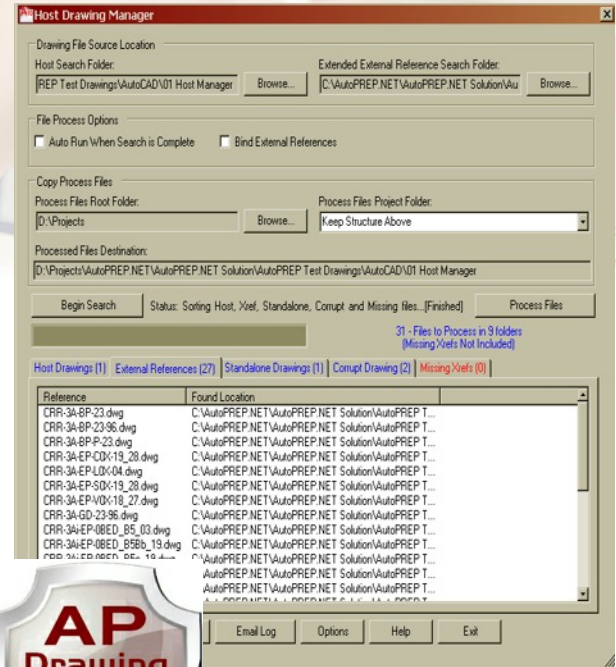 AP Host Drawing Manager X
Drawing File Source Location
Host Search Folder: Extended External Reference Search Folder:
REP Test Drawings\AutoCAD\01 Host Manager Browse... C:\AutoPREP.NET\AutoPREP.NET Solution\Au Browse...
File Process Options
Auto Run When Search is Complete Bind External References
Copy Process Files
Process Files Root Folder: Process Files Project Folder:
D:\Projects Browse... Keep Structure Above
Processed Files Destination:
D:\Projects\AutoPREP.NET\AutoPREP.NET Solution\AutoPREP Test Drawings\AutoCAD\01 Host Manager
Begin Search Status: Sorting Host, Xref, Standalone, Corrupt and Missing files...[Finished] Process Files
31 - Files to Process in 9 folders
(Missing Xrefs Not Included)
Host Drawings (1) External References (27) Standalone Drawings (1) Corrupt Drawing (2) Missing Xrefs (0)
Reference Found Location
CRR-3A-BP-23.dwg C:\AutoPREP.NET\AutoPREP.NET Solution\AutoPREP T...
CRR-3A-BP-23-96.dwg C:\AutoPREP.NET\AutoPREP.NET Solution\AutoPREP T...
CRR-3A-BP-P-23.dwg C:\AutoPREP.NET\AutoPREP.NET Solution\AutoPREP T...
CRR-3A-EP-C0X-19_28.dwg C:\AutoPREP.NET\AutoPREP.NET Solution\AutoPREP T...
CRR-3A-EP-L0X-04.dwg C:\AutoPREP.NET\AutoPREP.NET Solution\AutoPREP T...
CRR-3A-EP-S0X-19_28.dwg C:\AutoPREP.NET\AutoPREP.NET Solution\AutoPREP T...
CRR-3A-EP-V0X-18_27.dwg C:\AutoPREP.NET\AutoPREP.NET Solution\AutoPREP T...
CRR-3A-GD-23-96.dwg C:\AutoPREP.NET\AutoPREP.NET Solution\AutoPREP T...
CRR-3Ai-EP-0BED_B5_03.dwg C:\AutoPREP.NET\AutoPREP.NET Solution\AutoPREP T...
CRR-3Ai-EP-0BED_B5Bb_19.dwg C:\AutoPREP.NET\AutoPREP.NET Solution\AutoPREP T...
C:\AutoPREP.NET\AutoPREP.NET Solution\AutoPREP T...
\AutoPREP.NET\AutoPREP.NET Solution\AutoPREP T...
\AutoPREP.NET\AutoPREP.NET Solution\AutoPREP T...
AP
Drawing
Email Log Options Help Exit